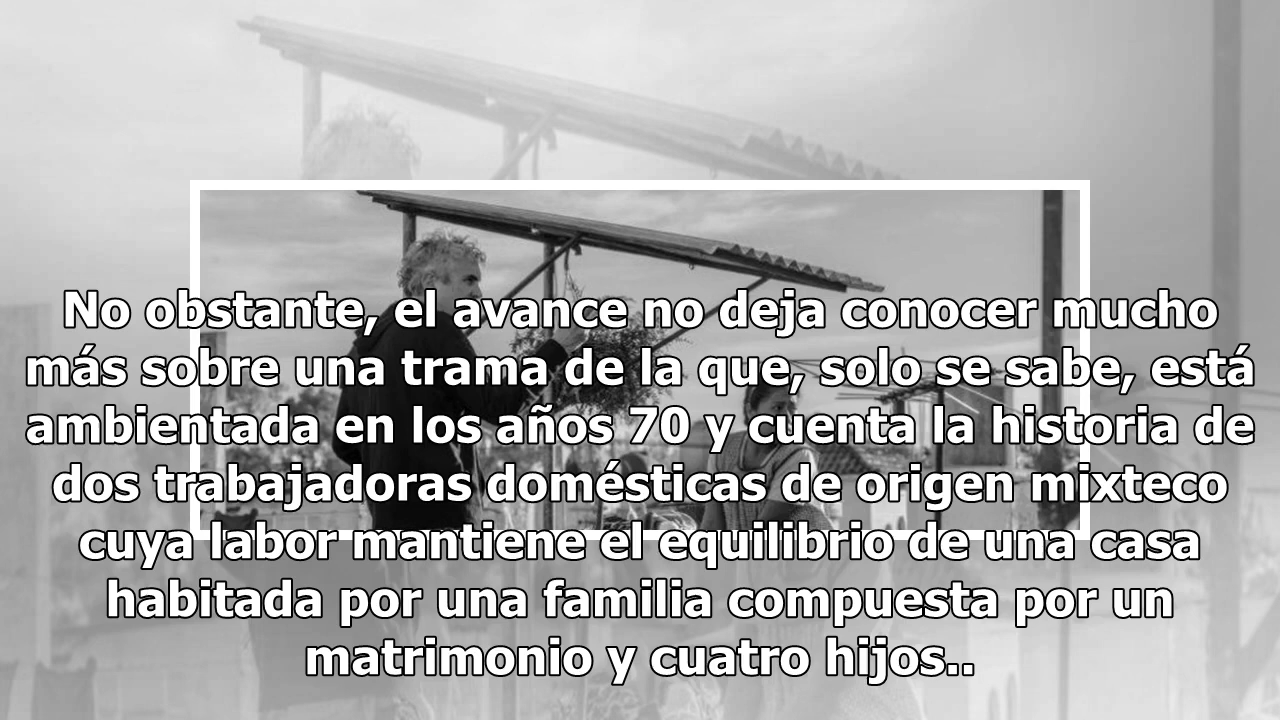 No obstante, el avance no deja conocer mucho
más sobre una trama de la que, solo se sabe, está
ambientada en los años 70 y cuenta la historia de
dos trabajadoras domésticas de origen mixteco
cuya labor mantiene el equilibrio de una casa
habitada por una familia compuesta por un
matrimonio y cuatro hijos..